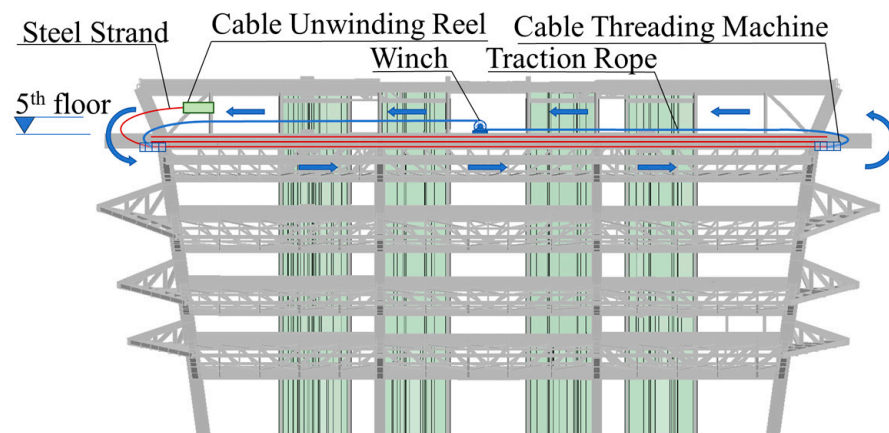 Cable Unwinding Reel
Cable Threading Machine
Steel Strand
Winch
Traction Rope
5th floor